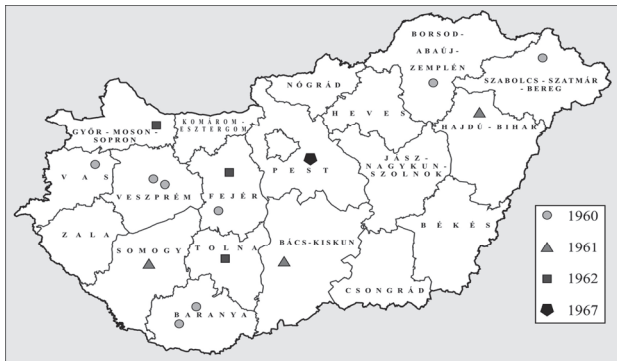 BORSOD-
ABAÚJ-
ZEMPLÉN
SZABOLCS-SZATMÁR
-BEREG
NÓGRÁD
HEVES
HAJDÚ-BIHAR
KOMÁROM-
ESZTERGOM
GYŐR-MOSON-
SOPRON
VAS
VESZPRÉM
FEJÉR
PEST
JÁSZ-
NAGYKUN-
SZOLNOK
ZALA
SOMOGY
TOLNA
BÁCS-KISKUN
BÉKÉS
CSONGRÁD
BARANYA
1960
1961
1962
1967